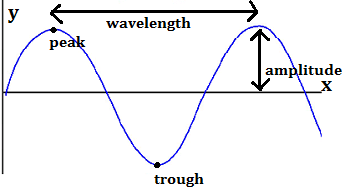 y
wavelength
peak
amplitude
x
trough